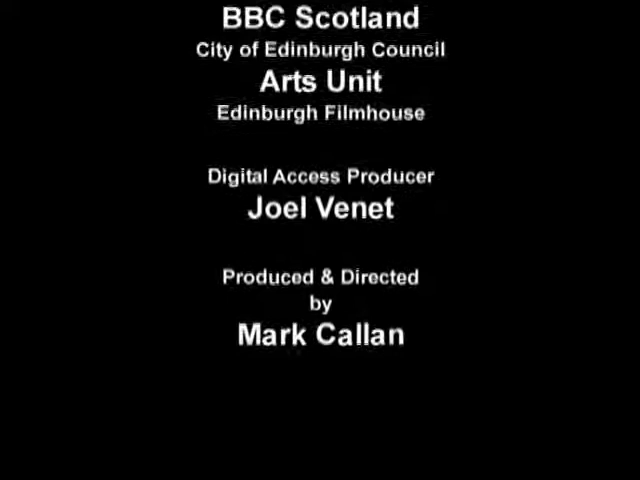 BBC Scotland
City of Edinburgh Council
Arts Unit
Edinburgh Filmhouse
Digital Access Producer
Joel Venet
Produced & Directed
by
Mark Callan